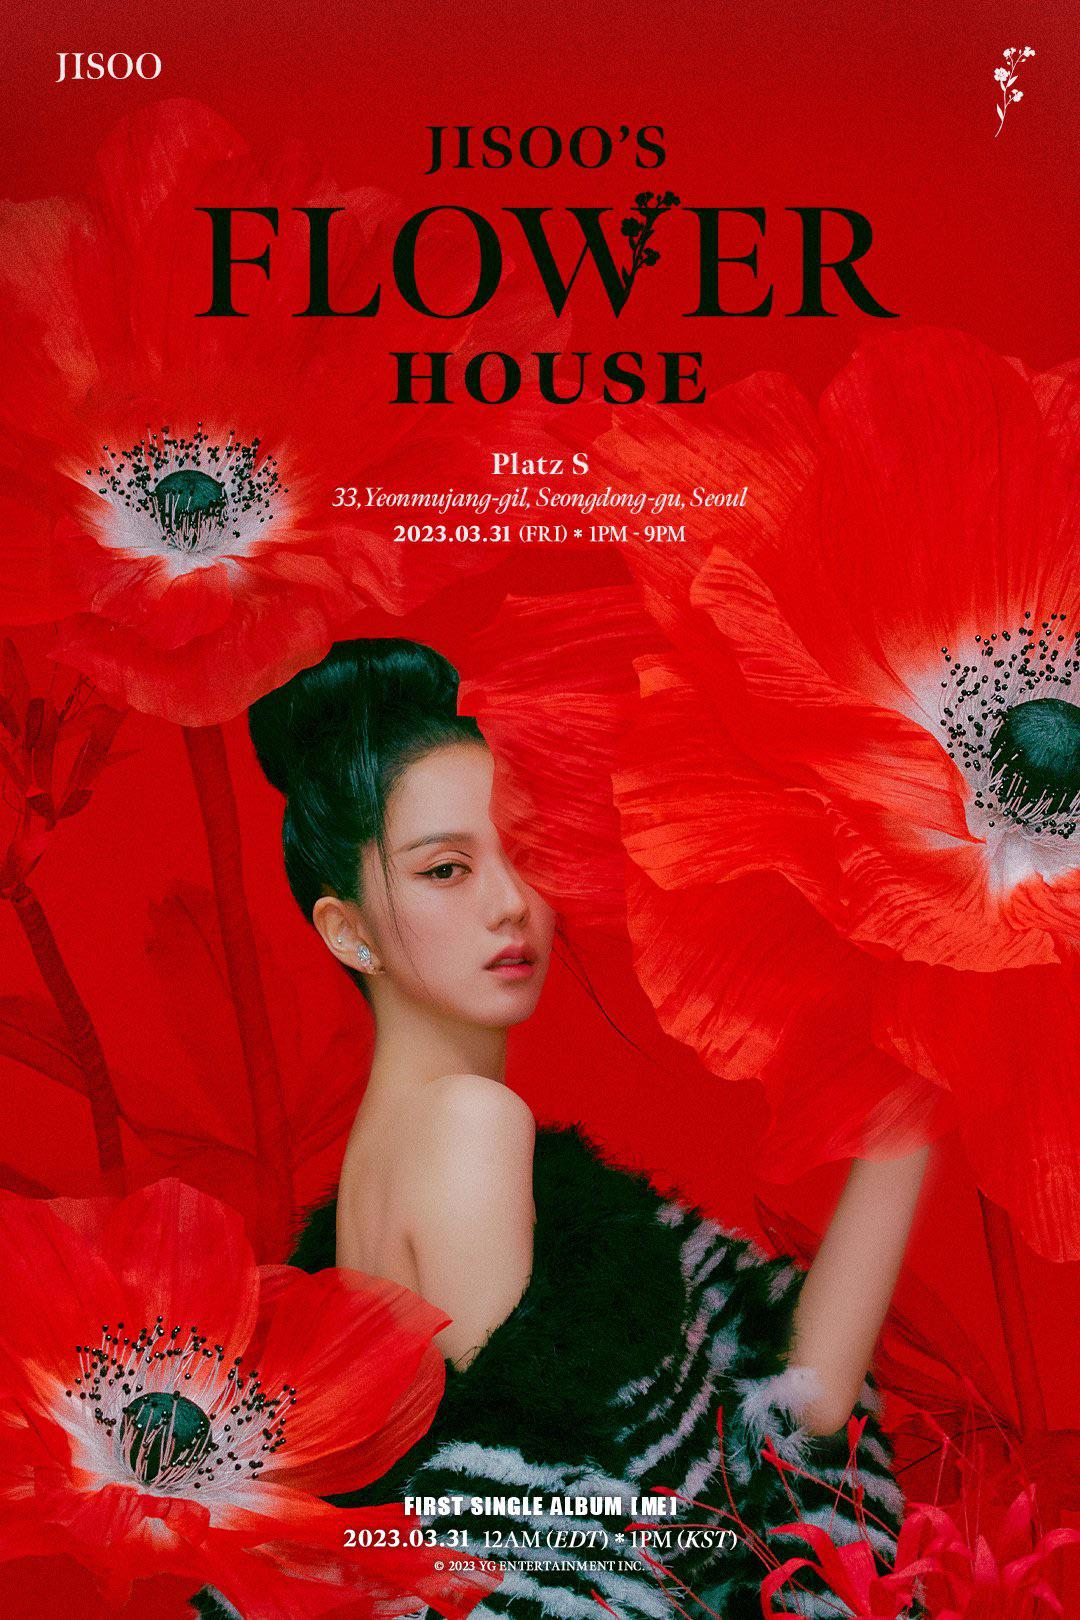 JISOO
JISOO'S
FLOWER
HOUSE
Platz S
33, Yeonmujang-gil, Seongdong-gu, Seoul
2023.03.31 (FRI) * 1PM - 9PM
FIRST SINGLE ALBUM [ME]
2023.03.31 12AM (EDT) * 1PM (KST)
© 2023 YG ENTERTAINMENT INC.